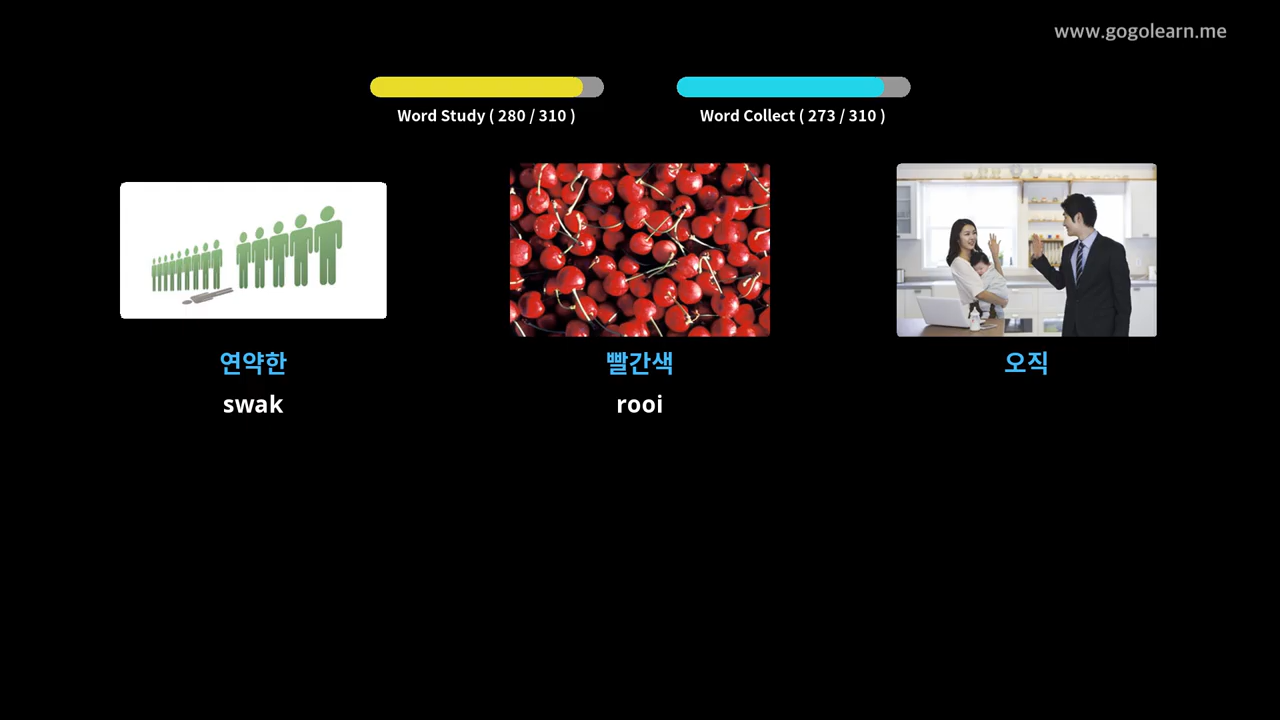 www.gogolearn.me
Word Study ( 280 / 310 )
Word Collect ( 273 / 310 )
연약한
빨간색
오직
swak
rooi